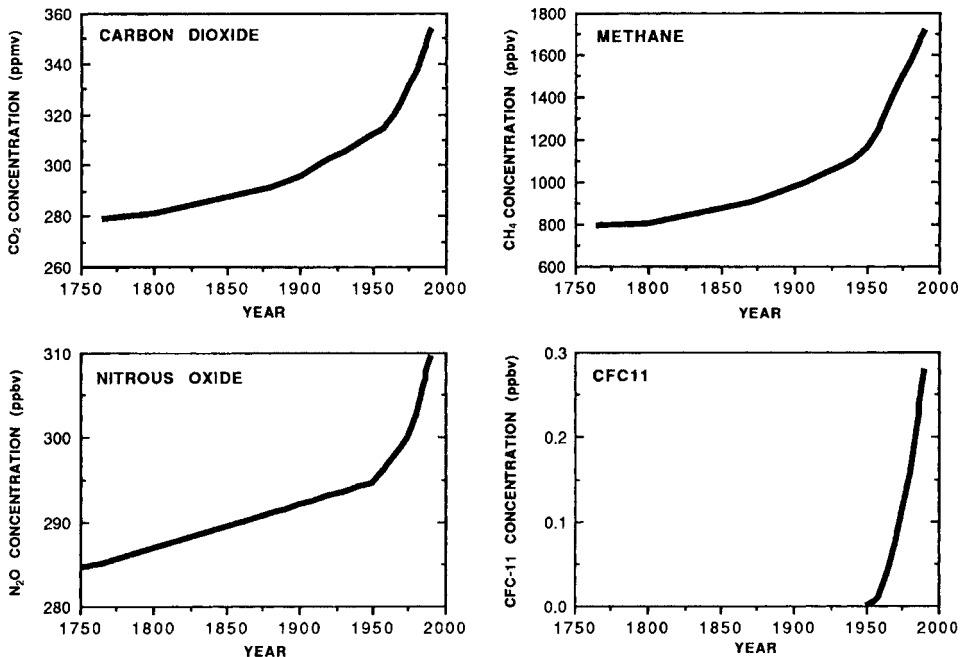 CARBON DIOXIDE
CO₂ CONCENTRATION (ppmv)
360
340
320
300
280
260
1750 1800 1850 1900 1950 2000
YEAR
METHANE
CH₄ CONCENTRATION (ppbv)
1800
1600
1400
1200
1000
800
600
1750 1800 1850 1900 1950 2000
YEAR
NITROUS OXIDE
N₂O CONCENTRATION (ppbv)
310
300
290
280
1750 1800 1850 1900 1950 2000
YEAR
CFC11
CFC-11 CONCENTRATION (ppbv)
0.3
0.2
0.1
0.0
1750 1800 1850 1900 1950 2000
YEAR